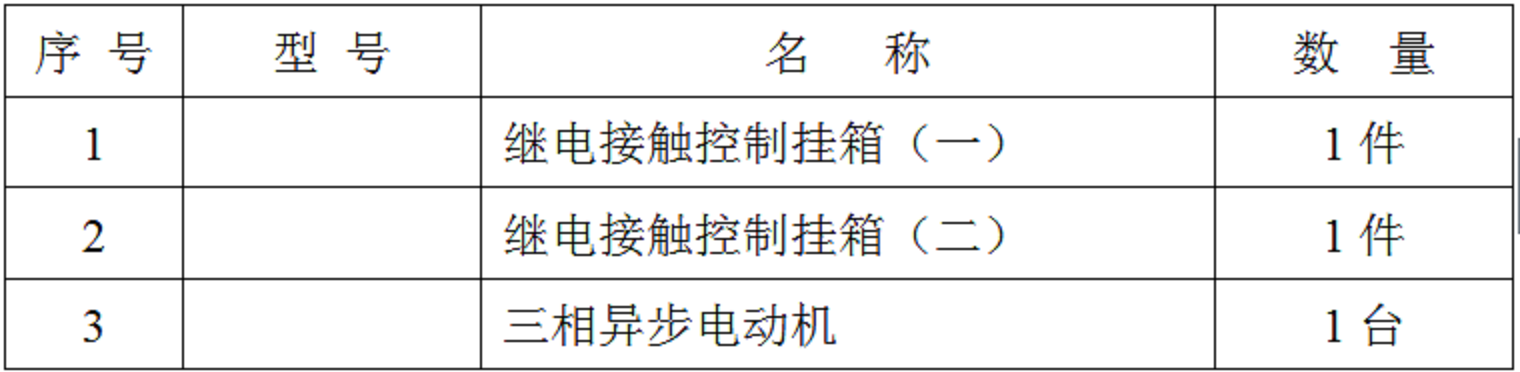 序 号 型 号 名 称 数 量
1 继电接触控制挂箱（一） 1 件
2 继电接触控制挂箱（二） 1 件
3 三相异步电动机 1 台